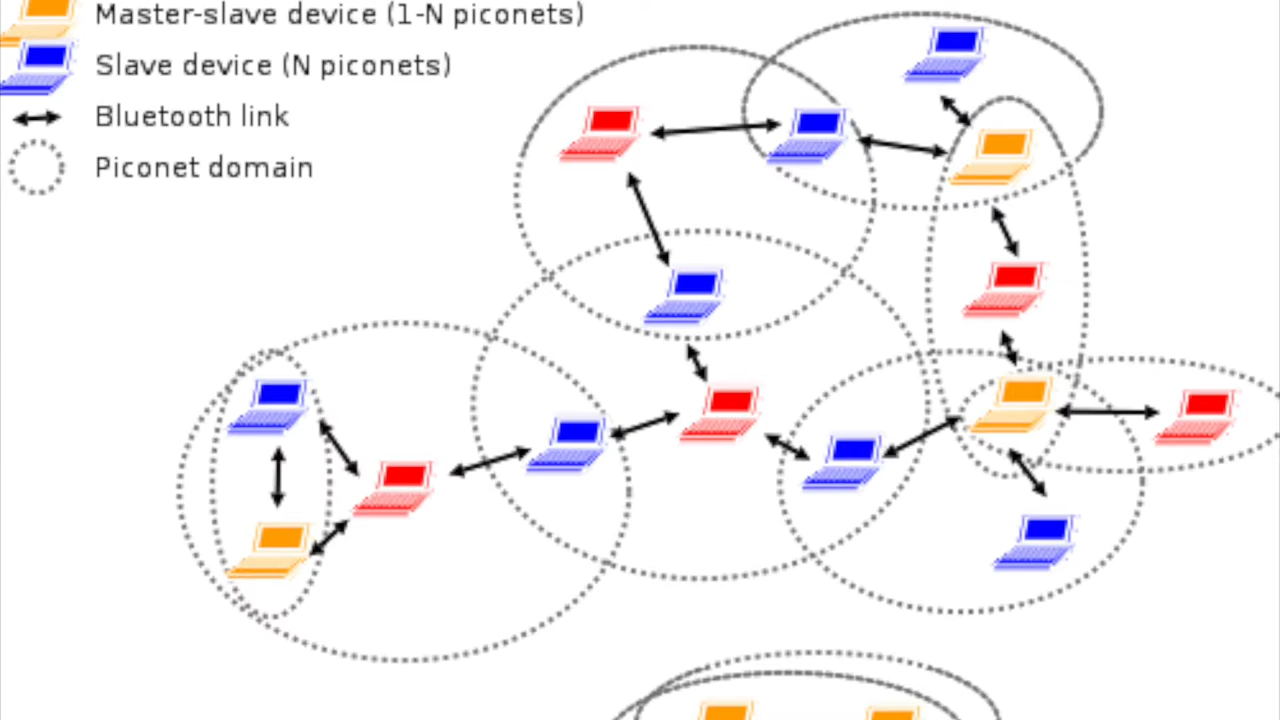 Master-slave device (1-N piconets)
Slave device (N piconets)
Bluetooth link
Piconet domain